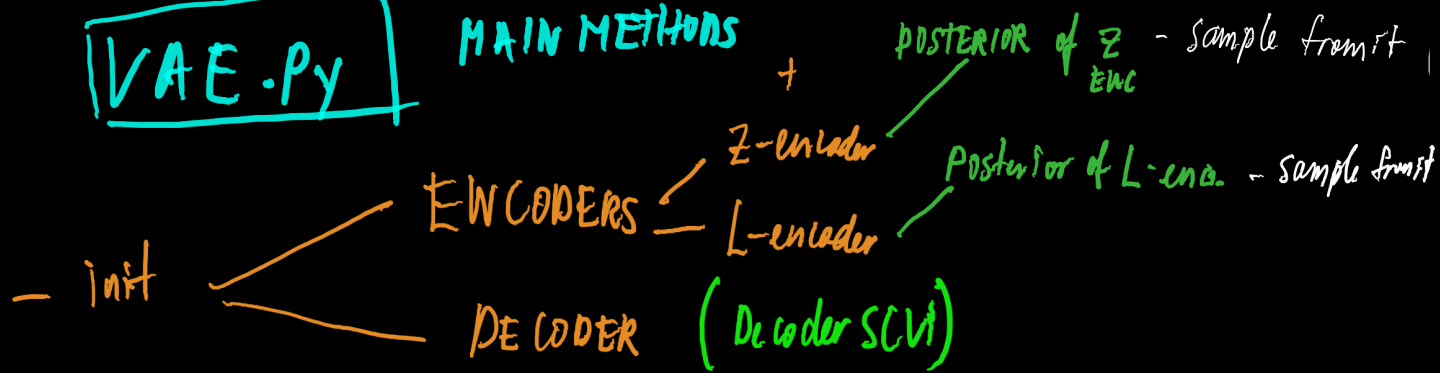 VAE.Py
MAIN METHODS
POSTERIOR of Z - sample from it
ENC
+
Z-encoder
Posterior of L-enc. - sample from it
ENCODERS
L-encoder
- init
DECODER (Decoder SCVI)